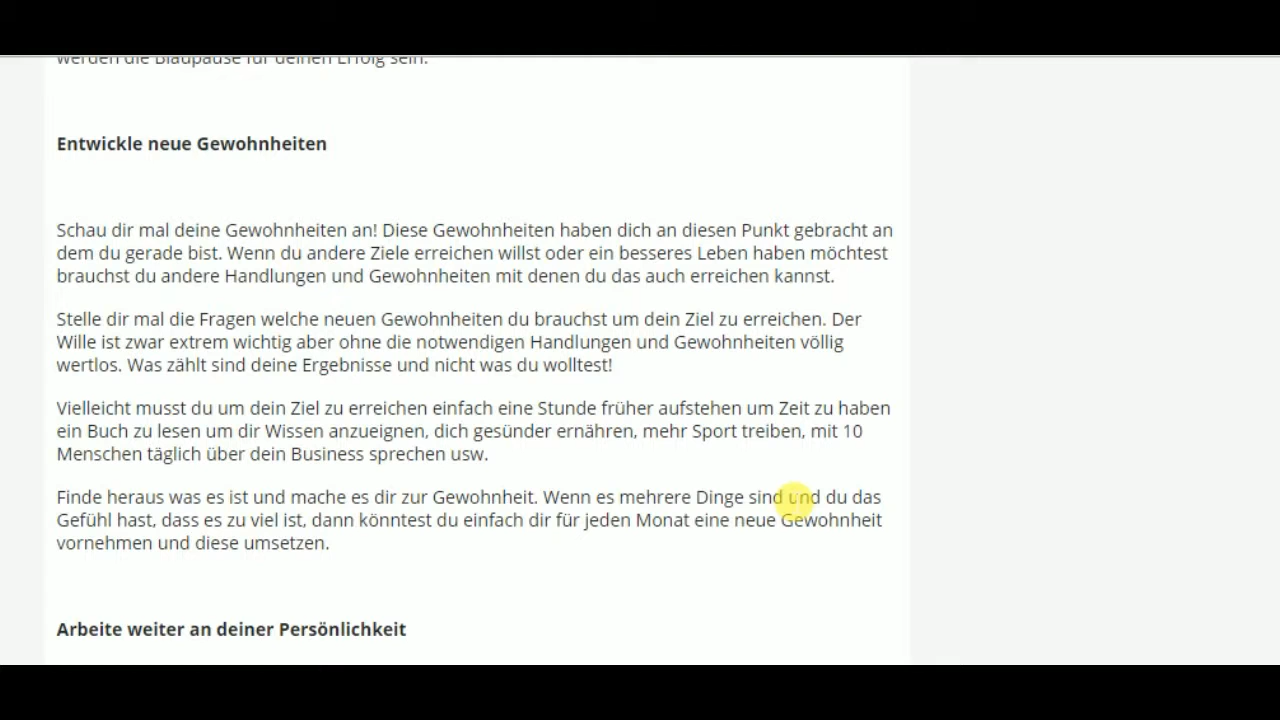 werden die Blaupause für deinen Erfolg sein.
Entwickle neue Gewohnheiten
Schau dir mal deine Gewohnheiten an! Diese Gewohnheiten haben dich an diesen Punkt gebracht an
dem du gerade bist. Wenn du andere Ziele erreichen willst oder ein besseres Leben haben möchtest
brauchst du andere Handlungen und Gewohnheiten mit denen du das auch erreichen kannst.
Stelle dir mal die Fragen welche neuen Gewohnheiten du brauchst um dein Ziel zu erreichen. Der
Wille ist zwar extrem wichtig aber ohne die notwendigen Handlungen und Gewohnheiten völlig
wertlos. Was zählt sind deine Ergebnisse und nicht was du wolltest!
Vielleicht musst du um dein Ziel zu erreichen einfach eine Stunde früher aufstehen um Zeit zu haben
ein Buch zu lesen um dir Wissen anzueignen, dich gesünder ernähren, mehr Sport treiben, mit 10
Menschen täglich über dein Business sprechen usw.
Finde heraus was es ist und mache es dir zur Gewohnheit. Wenn es mehrere Dinge sind und du das
Gefühl hast, dass es zu viel ist, dann könntest du einfach dir für jeden Monat eine neue Gewohnheit
vornehmen und diese umsetzen.
Arbeite weiter an deiner Persönlichkeit